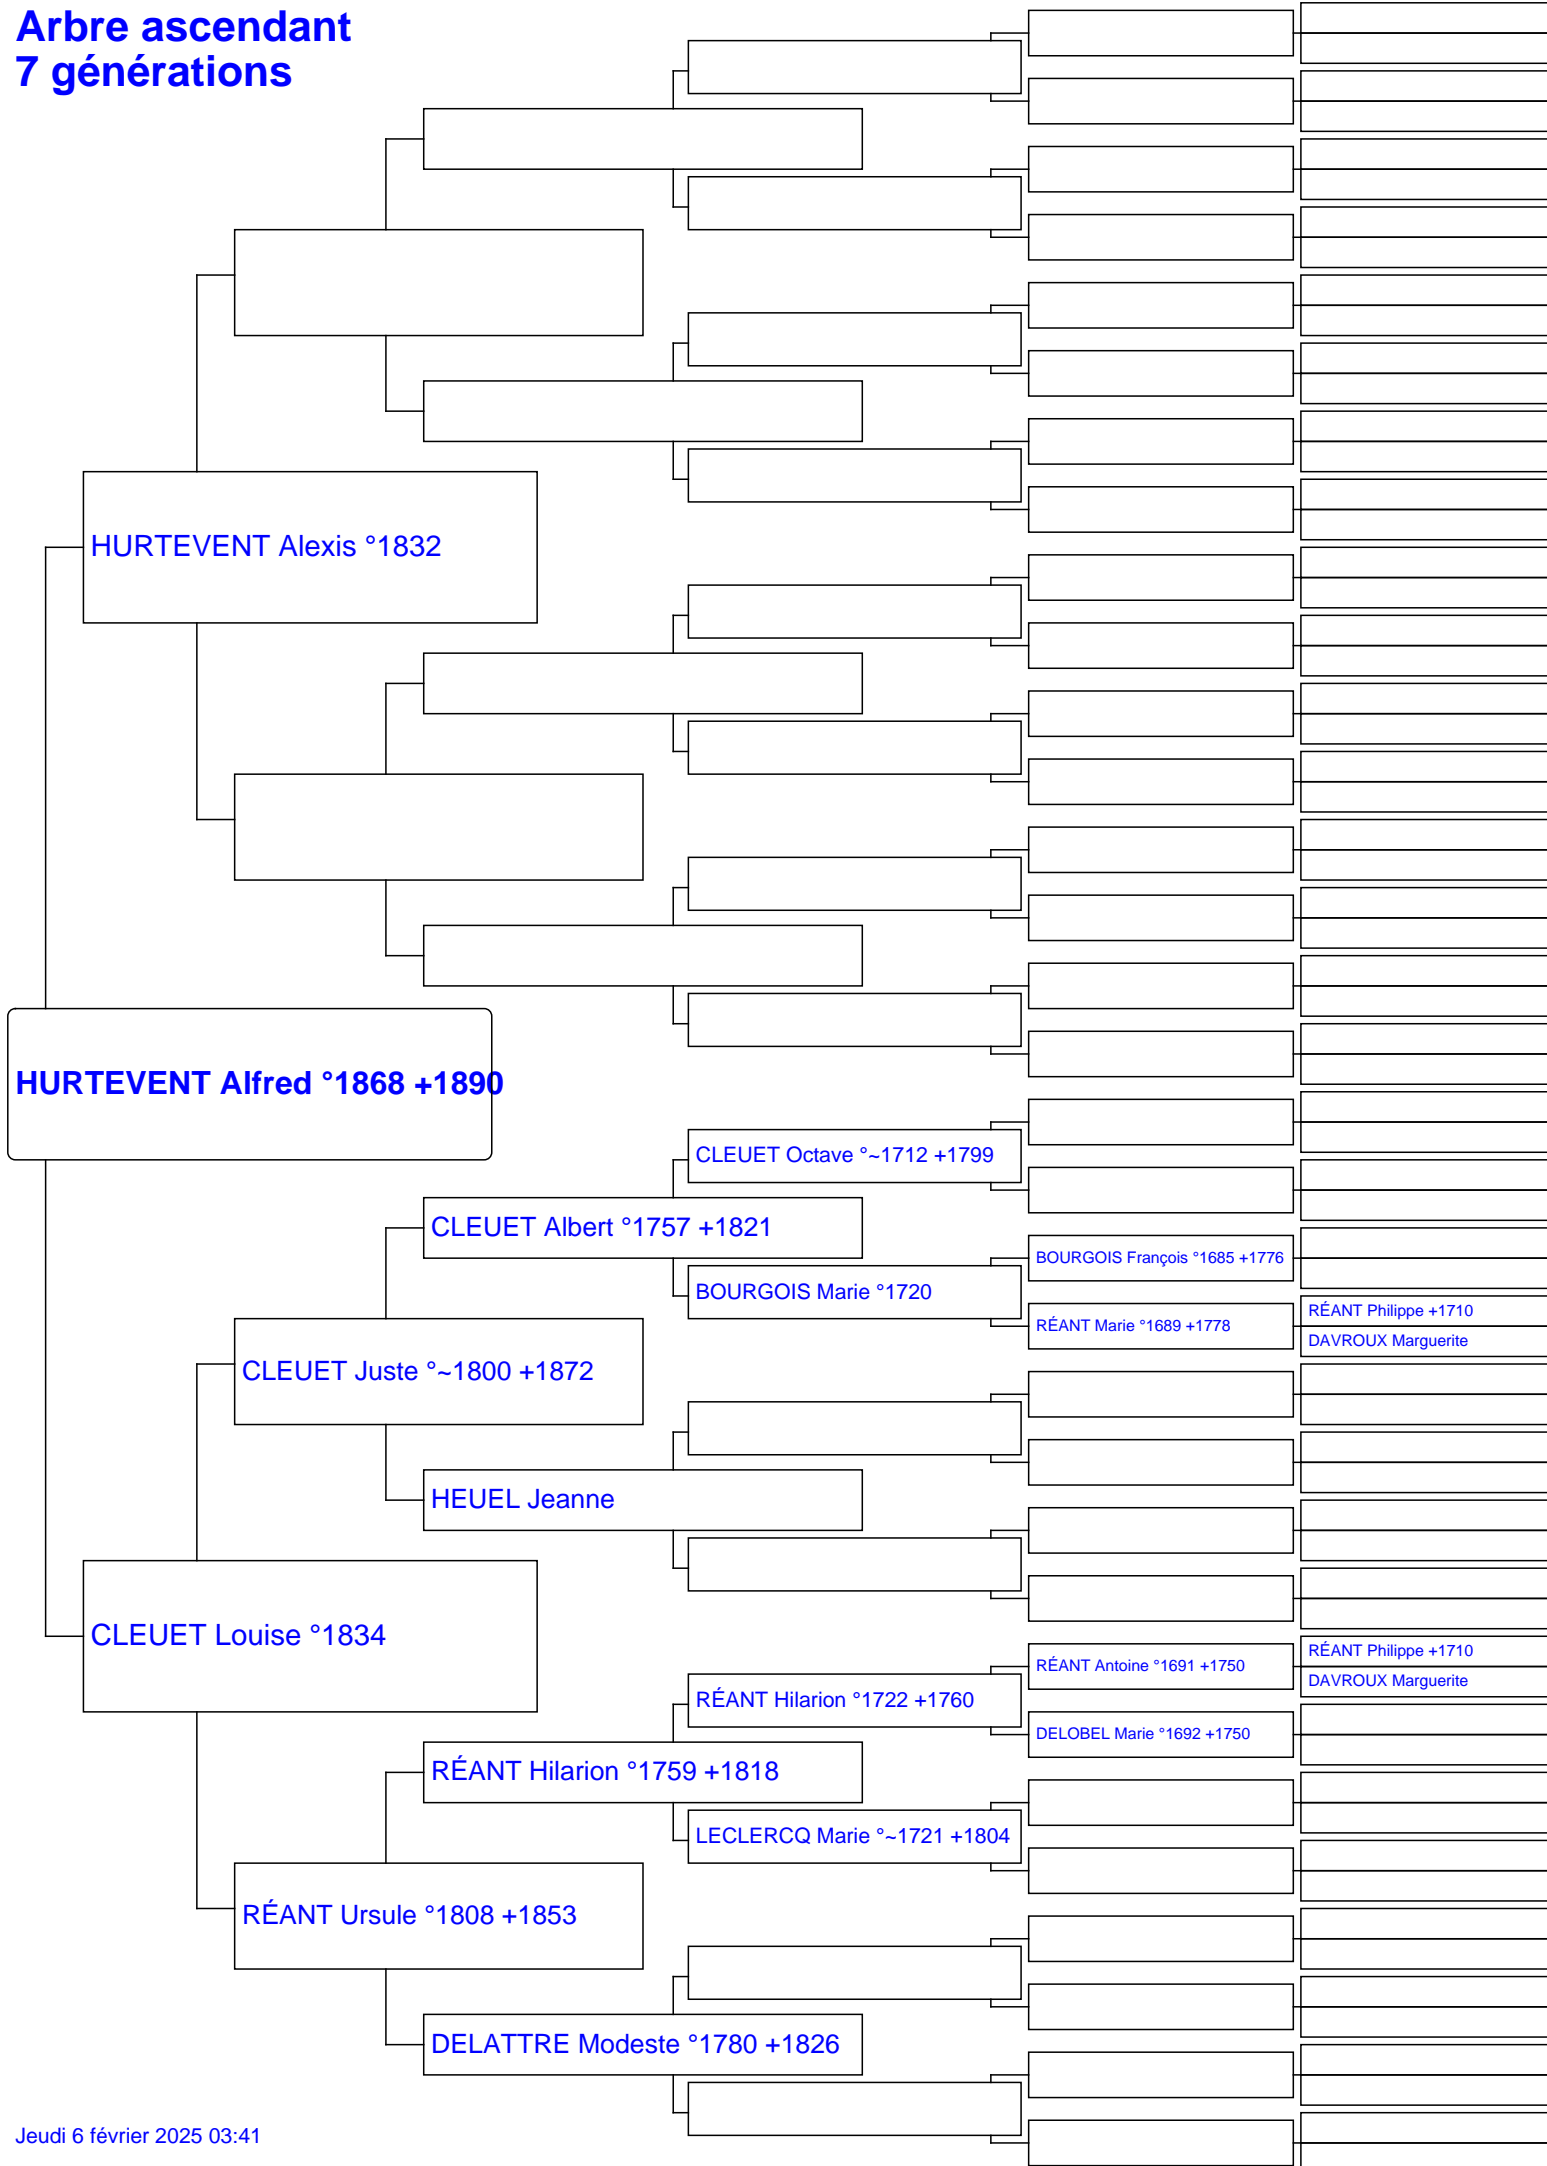 Arbre ascendant
7 générations
HURTEVENT Alexis °1832
HURTEVENT Alfred °1868 +1890
CLEUET Octave °~1712 +1799
CLEUET Albert °1757 +1821
BOURGOIS François °1685 +1776
BOURGOIS Marie °1720
RÉANT Philippe +1710
RÉANT Marie °1689 +1778
DAVROUX Marguerite
CLEUET Juste °~1800 +1872
HEUEL Jeanne
CLEUET Louise °1834
RÉANT Philippe +1710
RÉANT Antoine °1691 +1750
DAVROUX Marguerite
RÉANT Hilarion °1722 +1760
DELOBEL Marie °1692 +1750
RÉANT Hilarion °1759 +1818
LECLERCQ Marie °~1721 +1804
RÉANT Ursule °1808 +1853
DELATTRE Modeste °1780 +1826
Jeudi 6 février 2025 03:41